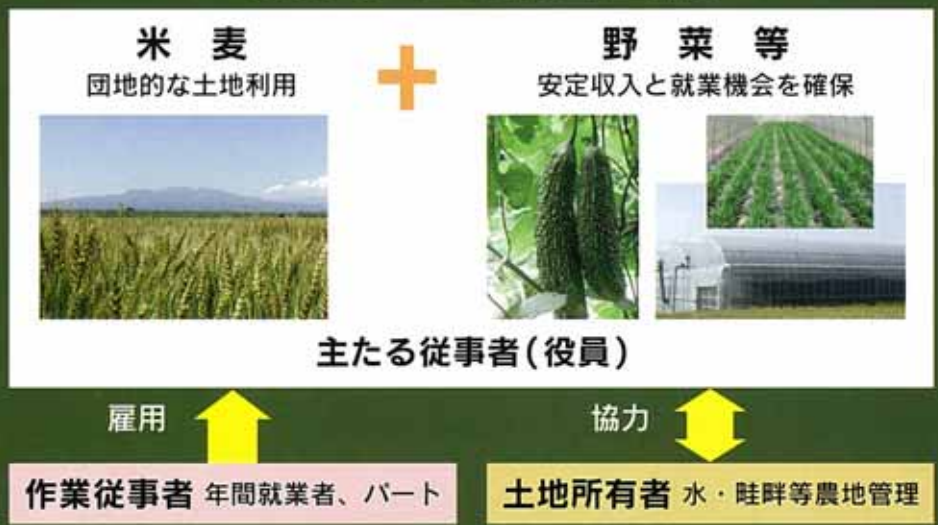 米　麦
団地的な土地利用
＋
野　菜　等
安定収入と就業機会を確保
主たる従事者(役員)
雇用
協力
作業従事者 年間就業者、パート
土地所有者 水・畦畔等農地管理